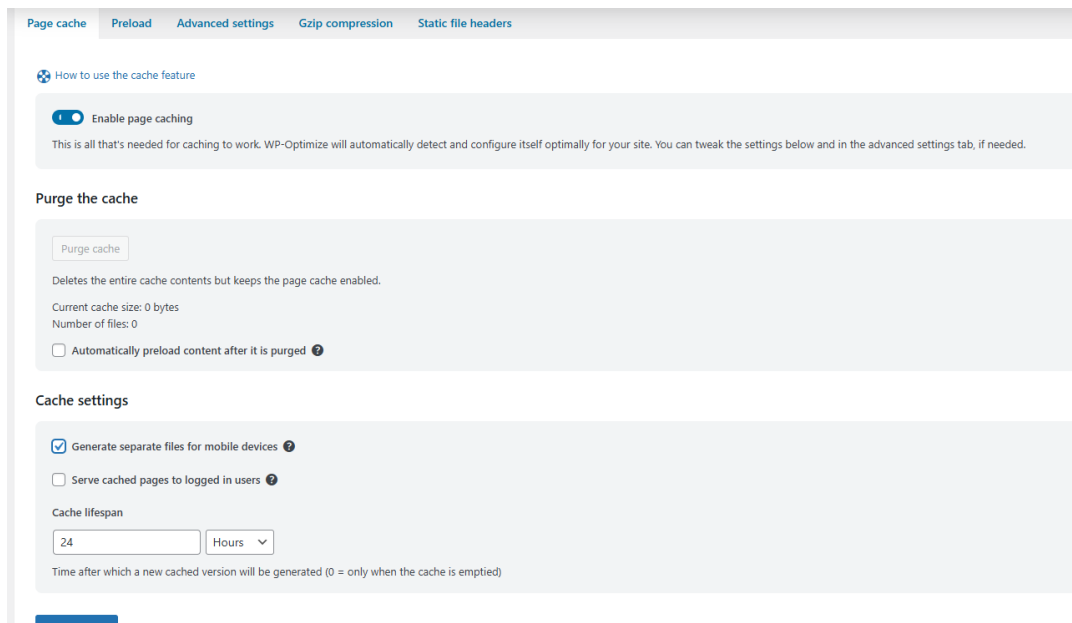 Page cache Preload Advanced settings Gzip compression Static file headers
How to use the cache feature
Enable page caching
This is all that's needed for caching to work. WP-Optimize will automatically detect and configure itself optimally for your site. You can tweak the settings below and in the advanced settings tab, if needed.
Purge the cache
Purge cache
Deletes the entire cache contents but keeps the page cache enabled.
Current cache size: 0 bytes
Number of files: 0
Automatically preload content after it is purged ?
Cache settings
Generate separate files for mobile devices ?
Serve cached pages to logged in users ?
Cache lifespan
24 Hours
Time after which a new cached version will be generated (0 = only when the cache is emptied)